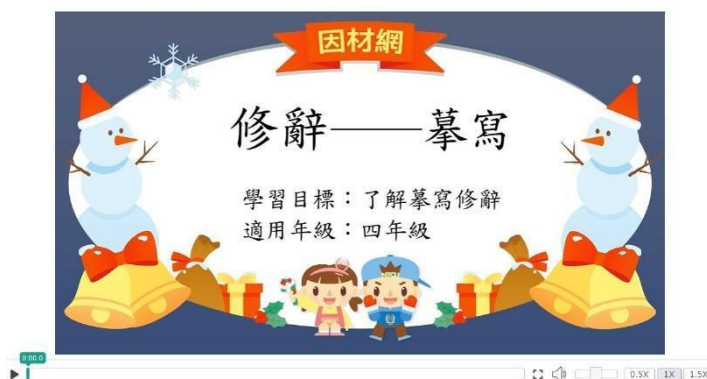 因材網
修辭——摹寫
學習目標：了解摹寫修辭
適用年級：四年級
0:00.0
0.5X 1X 1.5X